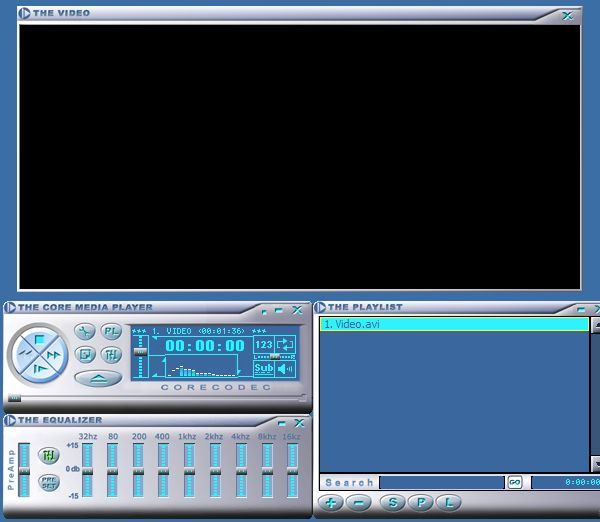 THE VIDEO
THE CORE MEDIA PLAYER
PL
*** 1. VIDEO (00:01:36) ***
00:00:00
123
Sub
CORECODEC
THE PLAYLIST
1. Video.avi
Search
GO
0:00:00
S P L
THE EQUALIZER
32hz 80 200 400 1khz 2khz 4khz 8khz 16kz
PreAmp
+15
0 db
-15
PRE
SET